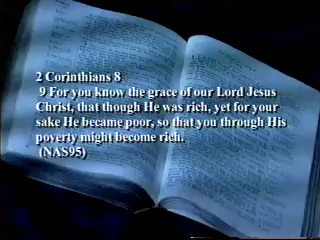 2 Corinthians 8
9 For you know the grace of our Lord Jesus
Christ, that though He was rich, yet for your
sake He became poor, so that you through His
poverty might become rich.
(NAS95)